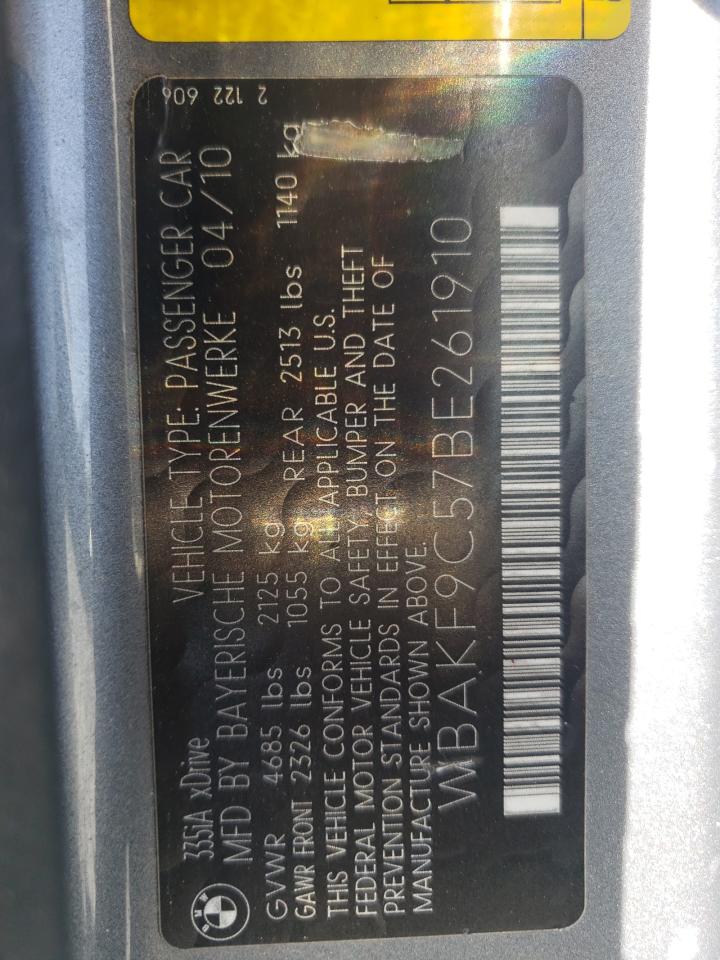 BMW
335iA xDrive
VEHICLE TYPE: PASSENGER CAR
MFD BY BAYERISCHE MOTORENWERKE 04/10
GVWR 4685 lbs 2125 kg
GAWR FRONT 2326 lbs 1055 kg REAR 2513 lbs 1140 kg
THIS VEHICLE CONFORMS TO ALL APPLICABLE U.S.
FEDERAL MOTOR VEHICLE SAFETY, BUMPER AND THEFT
PREVENTION STANDARDS IN EFFECT ON THE DATE OF
MANUFACTURE SHOWN ABOVE.
WBAKF9C57BE261910
2 122 606